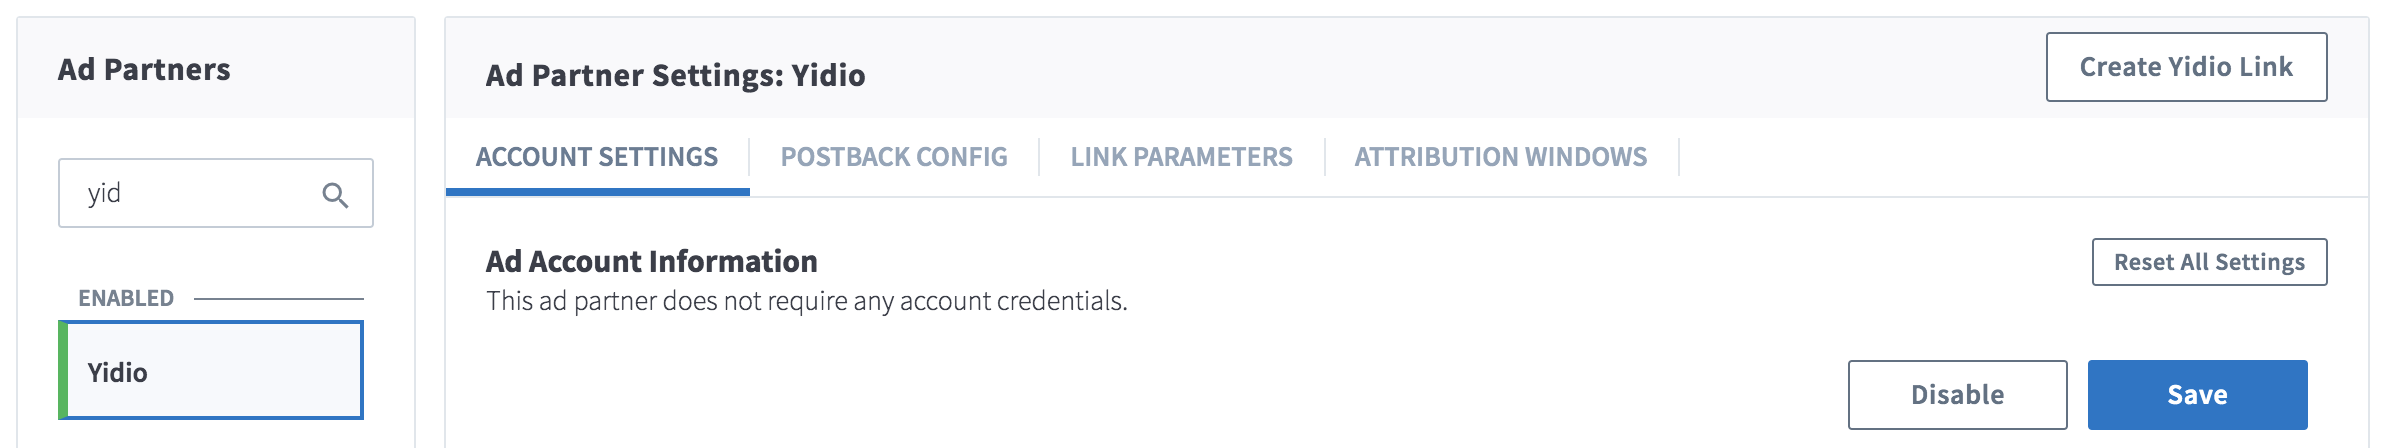 Ad Partners
yid
ENABLED
Yidio
Ad Partner Settings: Yidio
Create Yidio Link
ACCOUNT SETTINGS
POSTBACK CONFIG
LINK PARAMETERS
ATTRIBUTION WINDOWS
Ad Account Information
Reset All Settings
This ad partner does not require any account credentials.
Disable
Save